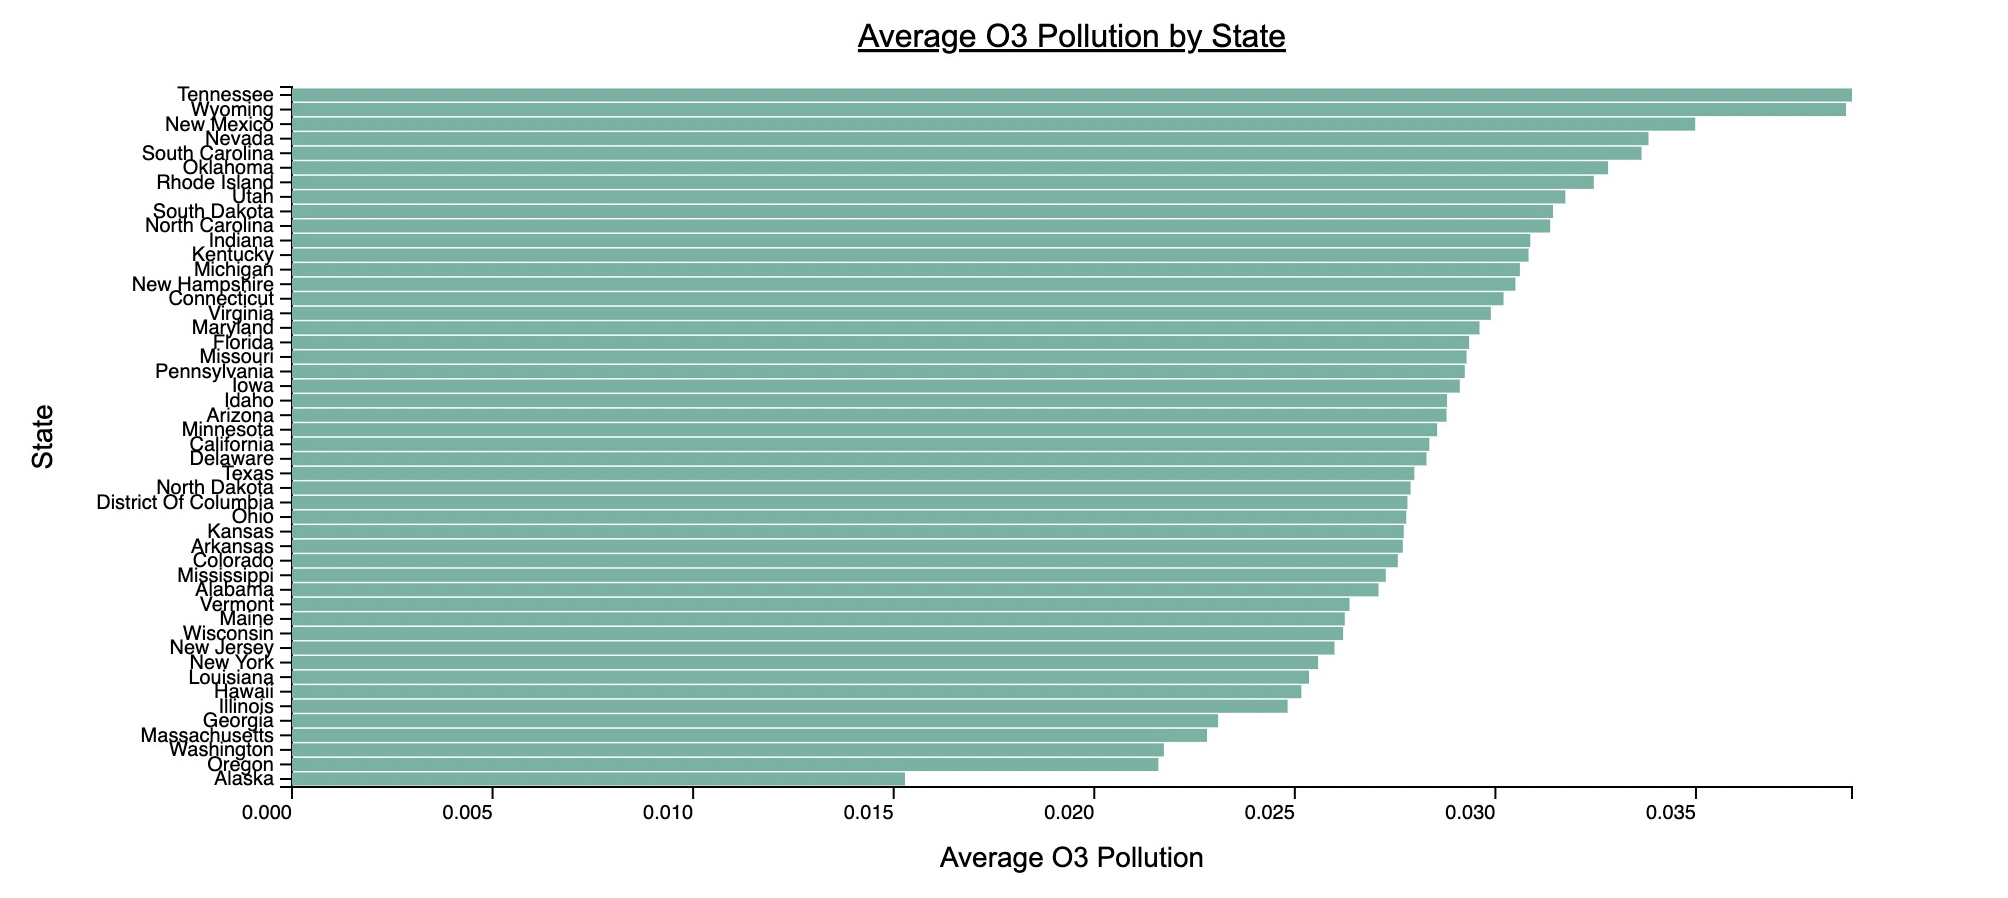 Average O3 Pollution by State
Tennessee
Wyoming
New Mexico
Nevada
South Carolina
Oklahoma
Rhode Island
Utah
South Dakota
North Carolina
Indiana
Kentucky
Michigan
New Hampshire
Connecticut
Virginia
Maryland
Florida
Missouri
Pennsylvania
Iowa
Idaho
Arizona
Minnesota
California
Delaware
Texas
North Dakota
District Of Columbia
Ohio
Kansas
Arkansas
Colorado
Mississippi
Alabama
Vermont
Maine
Wisconsin
New Jersey
New York
Louisiana
Hawaii
Illinois
Georgia
Massachusetts
Washington
Oregon
Alaska
State
0.000 0.005 0.010 0.015 0.020 0.025 0.030 0.035
Average O3 Pollution